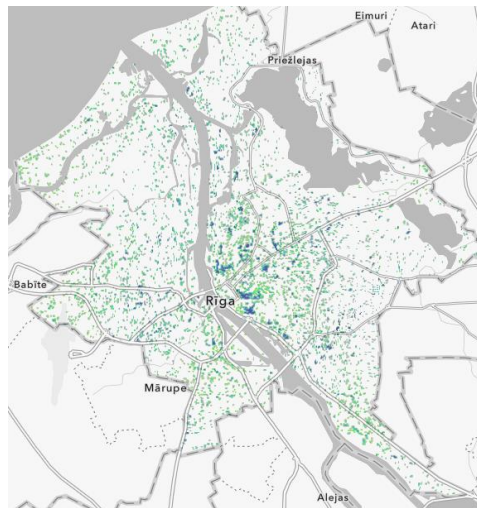 Eimuri
Atari
Priežlejas
Babīte
Rīga
Mārupe
Alejas